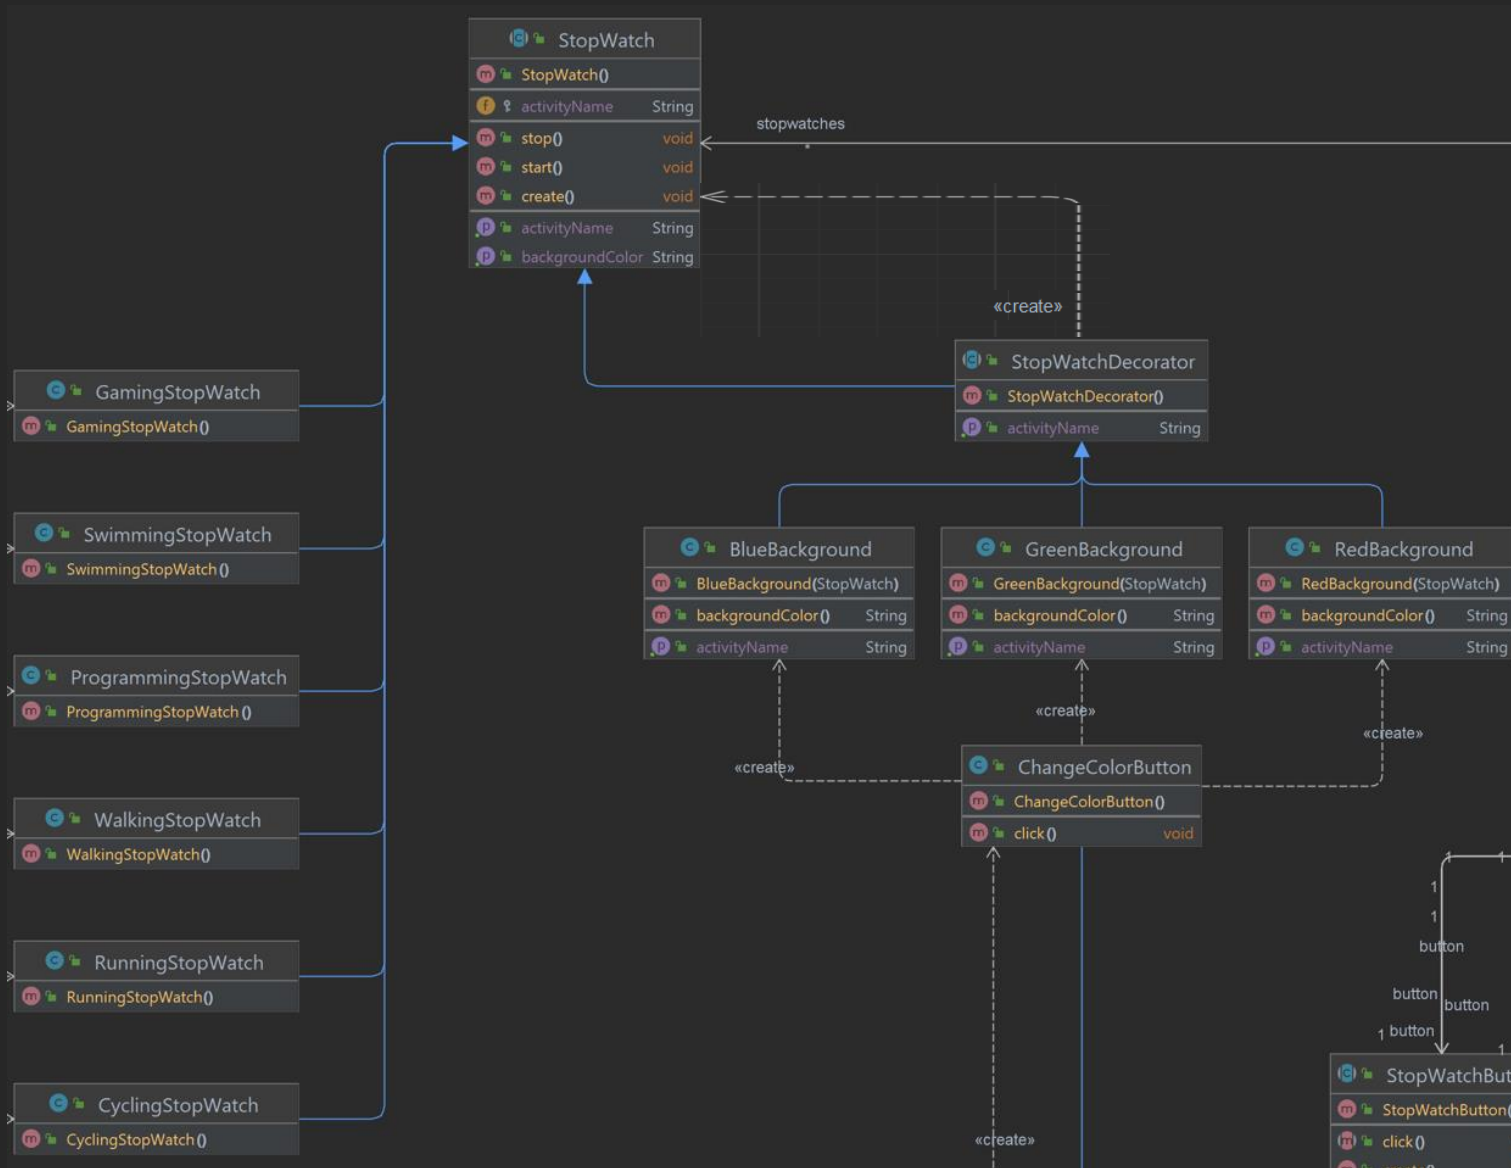 StopWatch
StopWatch()
activityName String
stop() void
start() void
create() void
activityName String
backgroundColor String
stopwatches
*
«create»
StopWatchDecorator
StopWatchDecorator()
activityName String
GamingStopWatch
GamingStopWatch()
SwimmingStopWatch
SwimmingStopWatch()
ProgrammingStopWatch
ProgrammingStopWatch()
WalkingStopWatch
WalkingStopWatch()
RunningStopWatch
RunningStopWatch()
CyclingStopWatch
CyclingStopWatch()
BlueBackground
BlueBackground(StopWatch)
backgroundColor() String
activityName String
GreenBackground
GreenBackground(StopWatch)
backgroundColor() String
activityName String
RedBackground
RedBackground(StopWatch)
backgroundColor() String
activityName String
«create»
«create»
«create»
ChangeColorButton
ChangeColorButton()
click() void
«create»
1 1
1
1
button
button
button
1 button
1
StopWatchBut
StopWatchButton(
click()